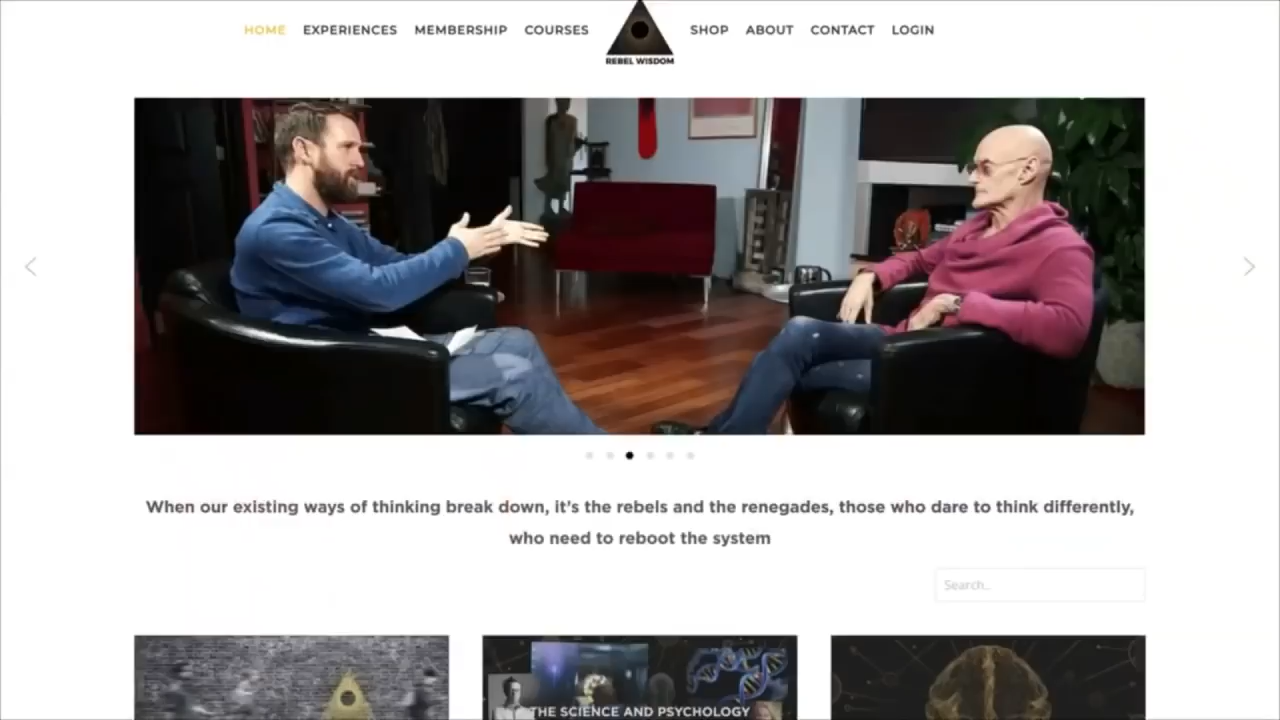 HOME EXPERIENCES MEMBERSHIP COURSES SHOP ABOUT CONTACT LOGIN
REBEL WISDOM
When our existing ways of thinking break down, it's the rebels and the renegades, those who dare to think differently,
who need to reboot the system
Search..
THE SCIENCE AND PSYCHOLOGY